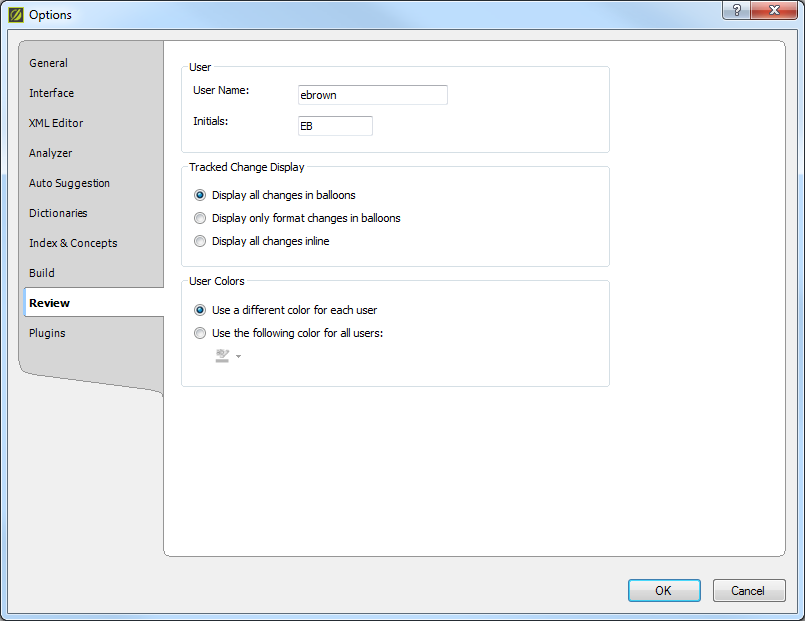 Options
?
General
Interface
XML Editor
Analyzer
Auto Suggestion
Dictionaries
Index & Concepts
Build
Review
Plugins
User
User Name: ebrown
Initials: EB
Tracked Change Display
Display all changes in balloons
Display only format changes in balloons
Display all changes inline
User Colors
Use a different color for each user
Use the following color for all users:
OK Cancel